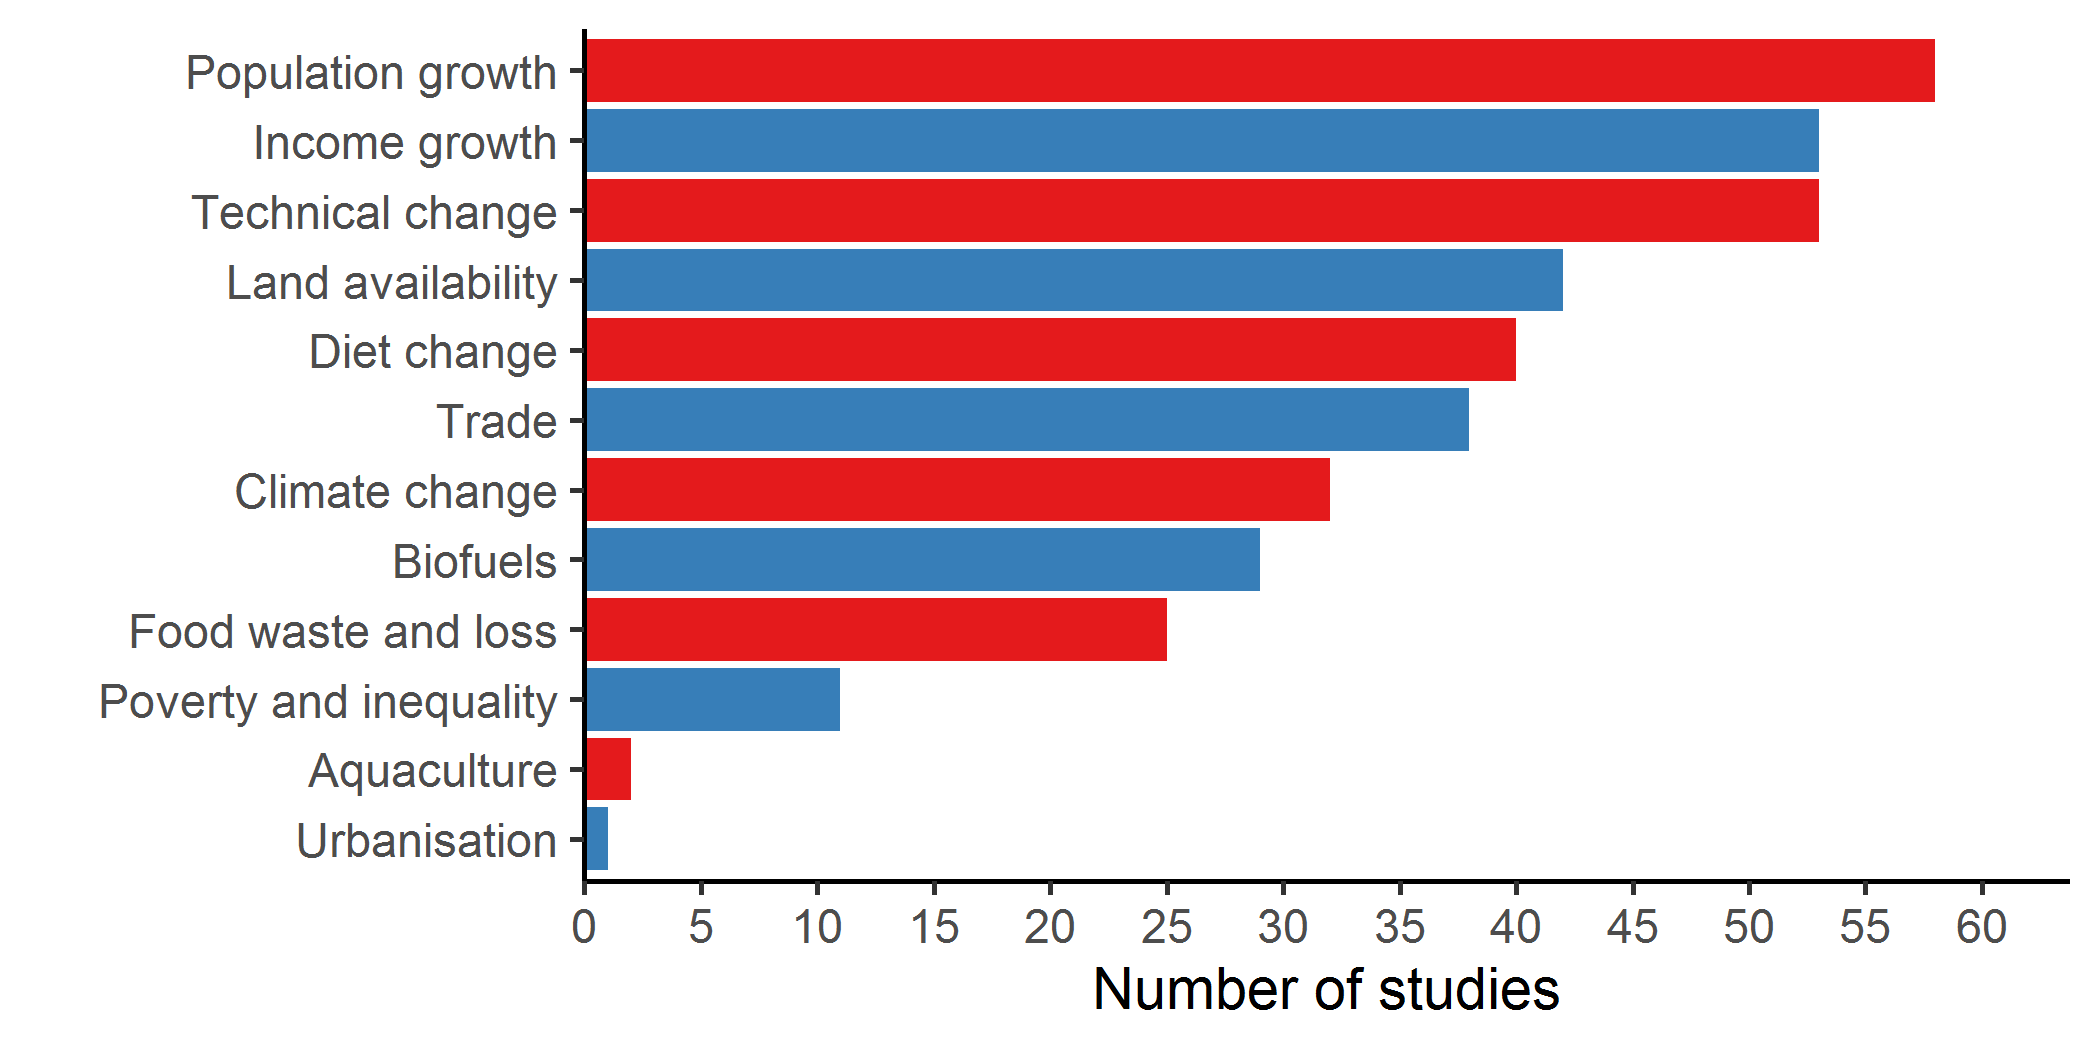 Population growth
Income growth
Technical change
Land availability
Diet change
Trade
Climate change
Biofuels
Food waste and loss
Poverty and inequality
Aquaculture
Urbanisation
0 5 10 15 20 25 30 35 40 45 50 55 60
Number of studies